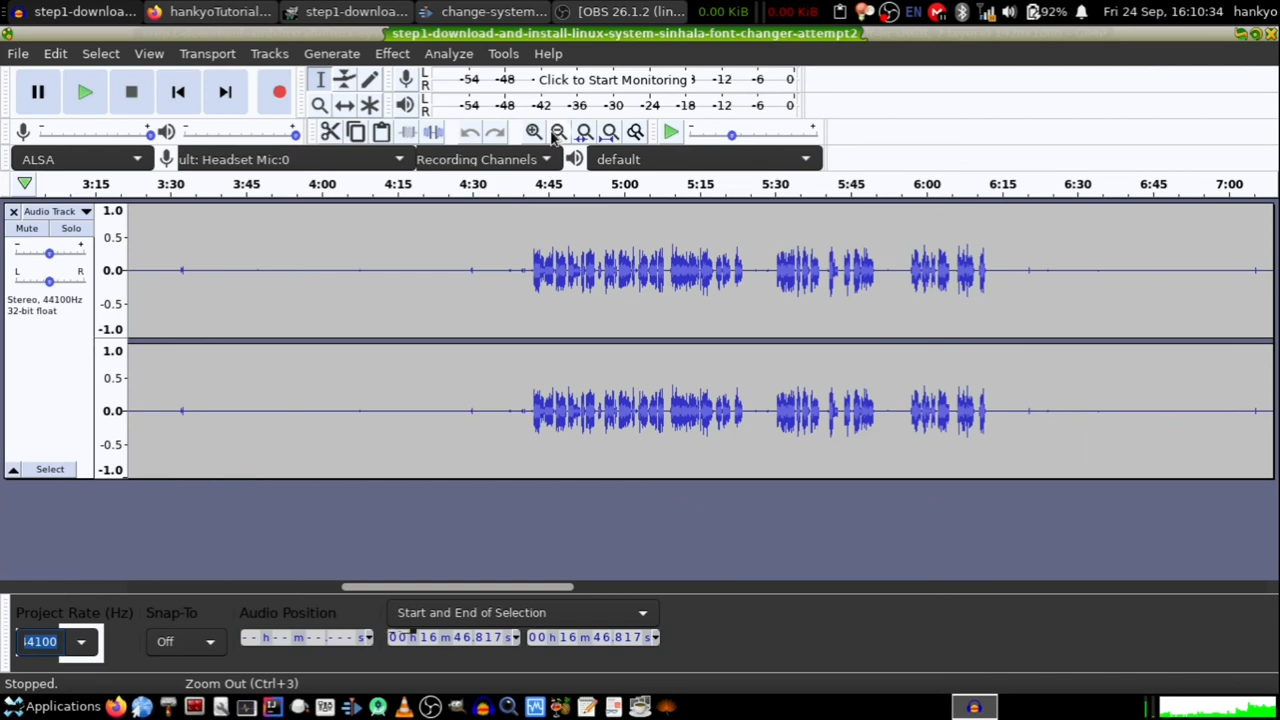 step1-downloa...
hankyoTutorial...
step1-downloa...
change-system...
[OBS 26.1.2 (lin...
0.00 KiB
0.00 KiB
EN
92%
Fri 24 Sep, 16:10:34
hankyo
step1-download-and-install-linux-system-sinhala-font-changer-attempt2
File Edit Select View Transport Tracks Generate Effect Analyze Tools Help
L
R
-54 -48 Click to Start Monitoring -12 -6 0
L
R
-54 -48 -42 -36 -30 -24 -18 -12 -6 0
- + - + - +
ALSA
ult: Headset Mic:0
Recording Channels
default
3:15 3:30 3:45 4:00 4:15 4:30 4:45 5:00 5:15 5:30 5:45 6:00 6:15 6:30 6:45 7:00
Audio Track
Mute Solo
- +
L R
Stereo, 44100Hz
32-bit float
1.0
0.5
0.0
-0.5
-1.0
1.0
0.5
0.0
-0.5
-1.0
Select
Project Rate (Hz) Snap-To Audio Position Start and End of Selection
44100 Off - - h - - m - - . - - - s 00 h 16 m 46.817 s 00 h 16 m 46.817 s
Stopped. Zoom Out (Ctrl+3)
Applications